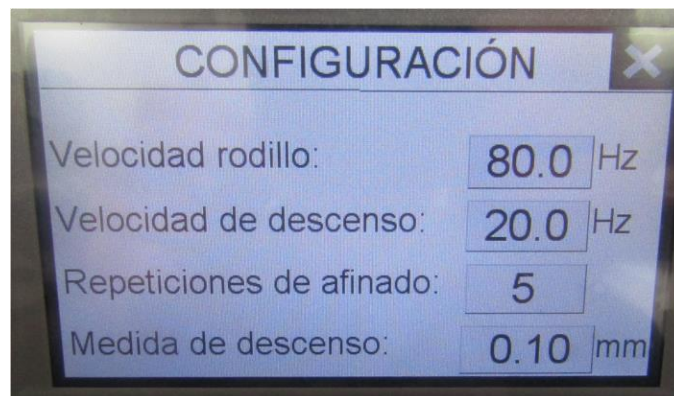 CONFIGURACIÓN
Velocidad rodillo: 80.0 Hz
Velocidad de descenso: 20.0 Hz
Repeticiones de afinado: 5
Medida de descenso: 0.10 mm